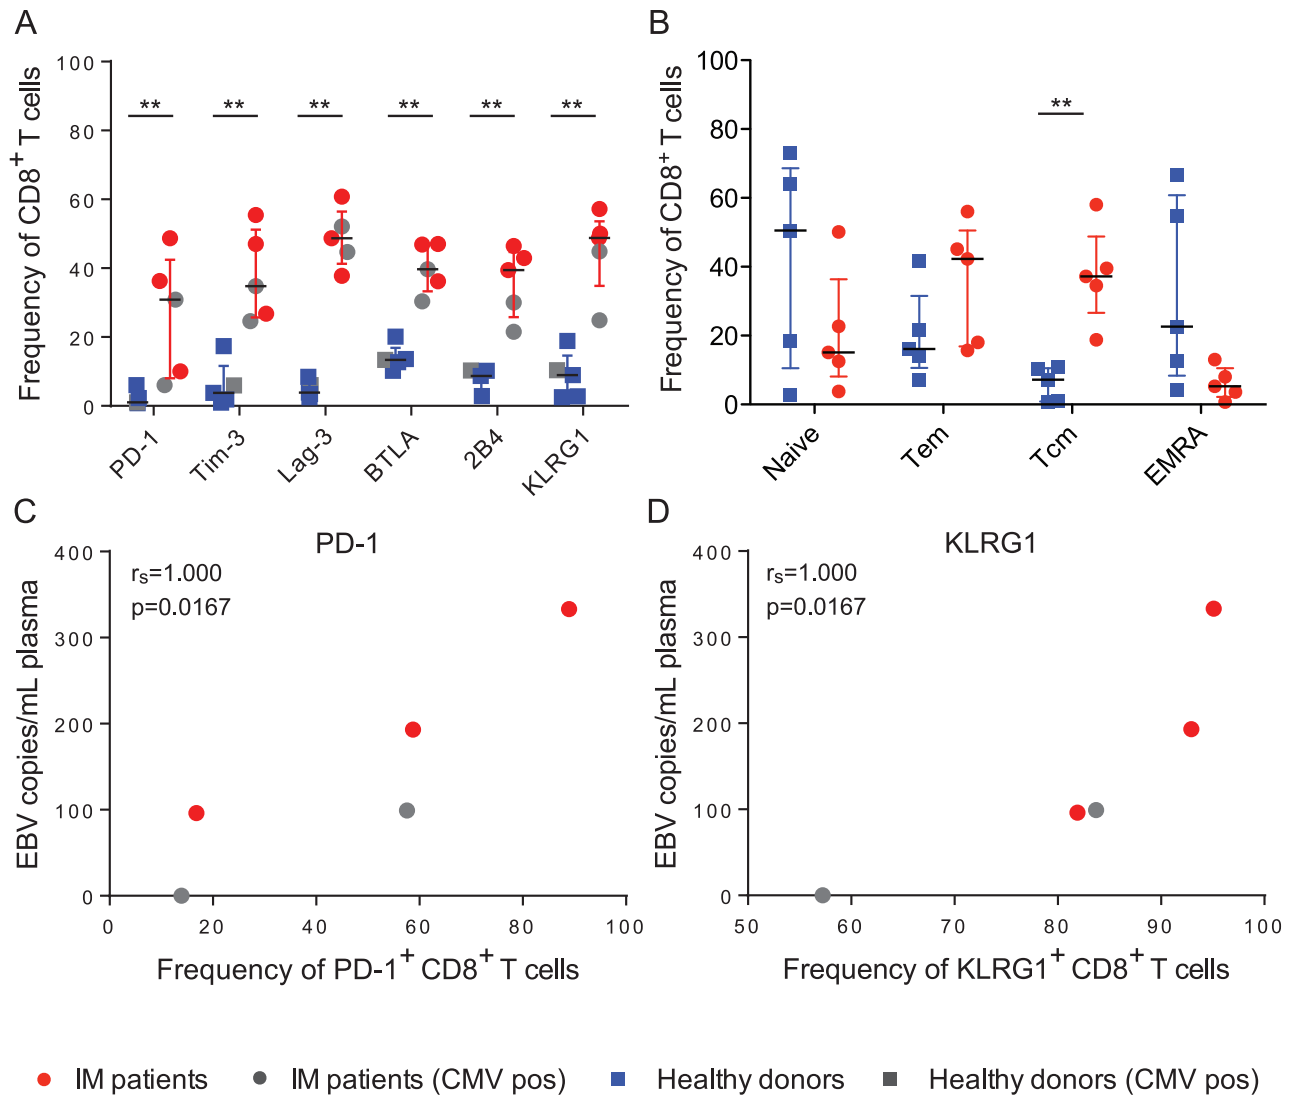 A
Frequency of CD8+ T cells
100
80
60
40
20
0
** ** ** ** ** **
PD-1 Tim-3 Lag-3 BTLA 2B4 KLRG1
B
Frequency of CD8+ T cells
100
80
60
40
20
0
**
Naive Tem Tcm EMRA
C
PD-1
rs=1.000
p=0.0167
EBV copies/mL plasma
400
300
200
100
0
0 20 40 60 80 100
Frequency of PD-1+ CD8+ T cells
D
KLRG1
rs=1.000
p=0.0167
EBV copies/mL plasma
400
300
200
100
0
50 60 70 80 90 100
Frequency of KLRG1+ CD8+ T cells
IM patients IM patients (CMV pos) Healthy donors Healthy donors (CMV pos)